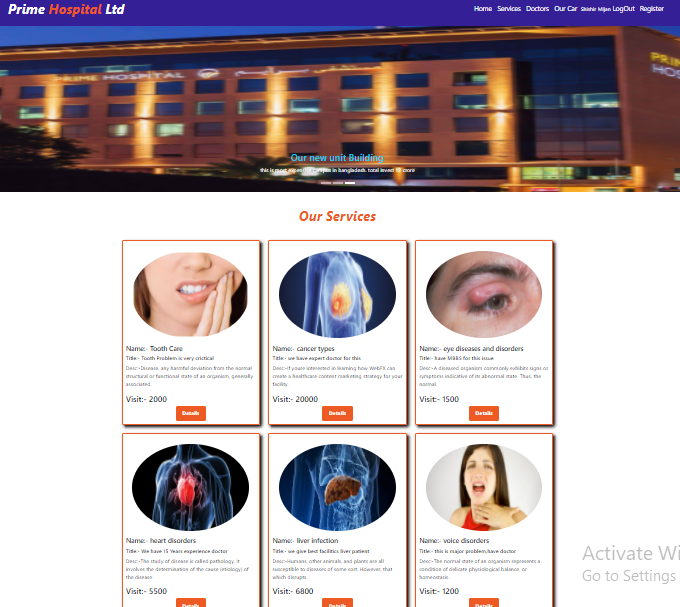 Prime Hospital Ltd
Home Services Doctors Our Car Shishir Mijan LogOut Register
PRIME HOSPITAL
PRIM
HOS
Our new unit Building
this is most expensive campus in bangladesh. total invest 50 crore
Our Services
Name:- Tooth Care
Title:- Tooth Problem is very crictical
Desc:-Disease, any harmful deviation from the normal
structural or functional state of an organism, generally
associated.
Visit:- 2000
Details
Name:- cancer types
Title:- we have expert doctor for this
Desc:-If youre interested in learning how WebFX can
create a healthcare content marketing strategy for your
facility.
Visit:- 20000
Details
Name:- eye diseases and disorders
Title:- have MBBS for this issue
Desc:-A diseased organism commonly exhibits signs or
symptoms indicative of its abnormal state. Thus, the
normal.
Visit:- 1500
Details
Name:- heart disorders
Title:- We have 15 Years experience doctor
Desc:-The study of disease is called pathology. It
involves the determination of the cause (etiology) of
the disease.
Visit:- 5500
Details
Name:- liver infection
Title:- we give best facilitics liver patient
Desc:-Humans, other animals, and plants are all
susceptible to diseases of some sort. However, that
which disrupts.
Visit:- 6800
Details
Name:- voice disorders
Title:- this is major problem,have doctor
Desc:-The normal state of an organism represents a
condition of delicate physiological balance, or
homeostasis.
Visit:- 1200
Details
Activate Wi
Go to Settings